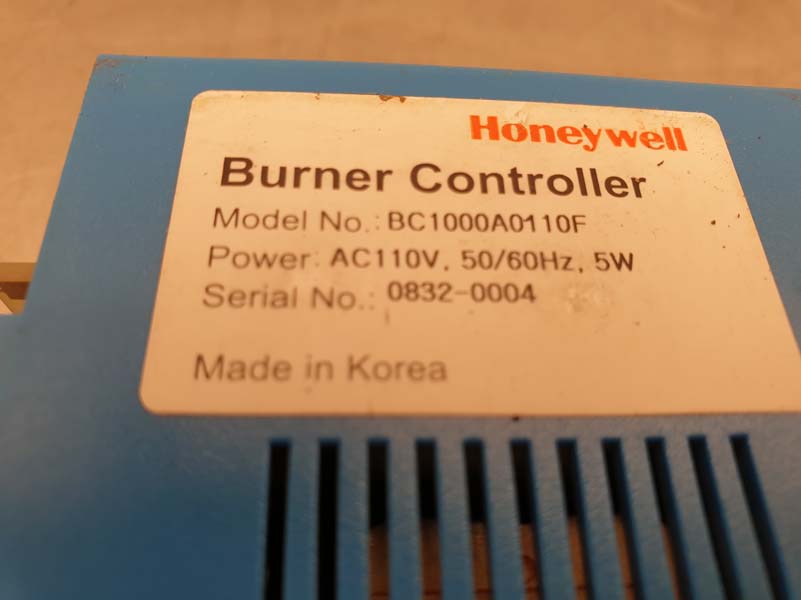 Honeywell
Burner Controller
Model No.: BC1000A0110F
Power: AC110V, 50/60Hz, 5W
Serial No.: 0832-0004
Made in Korea